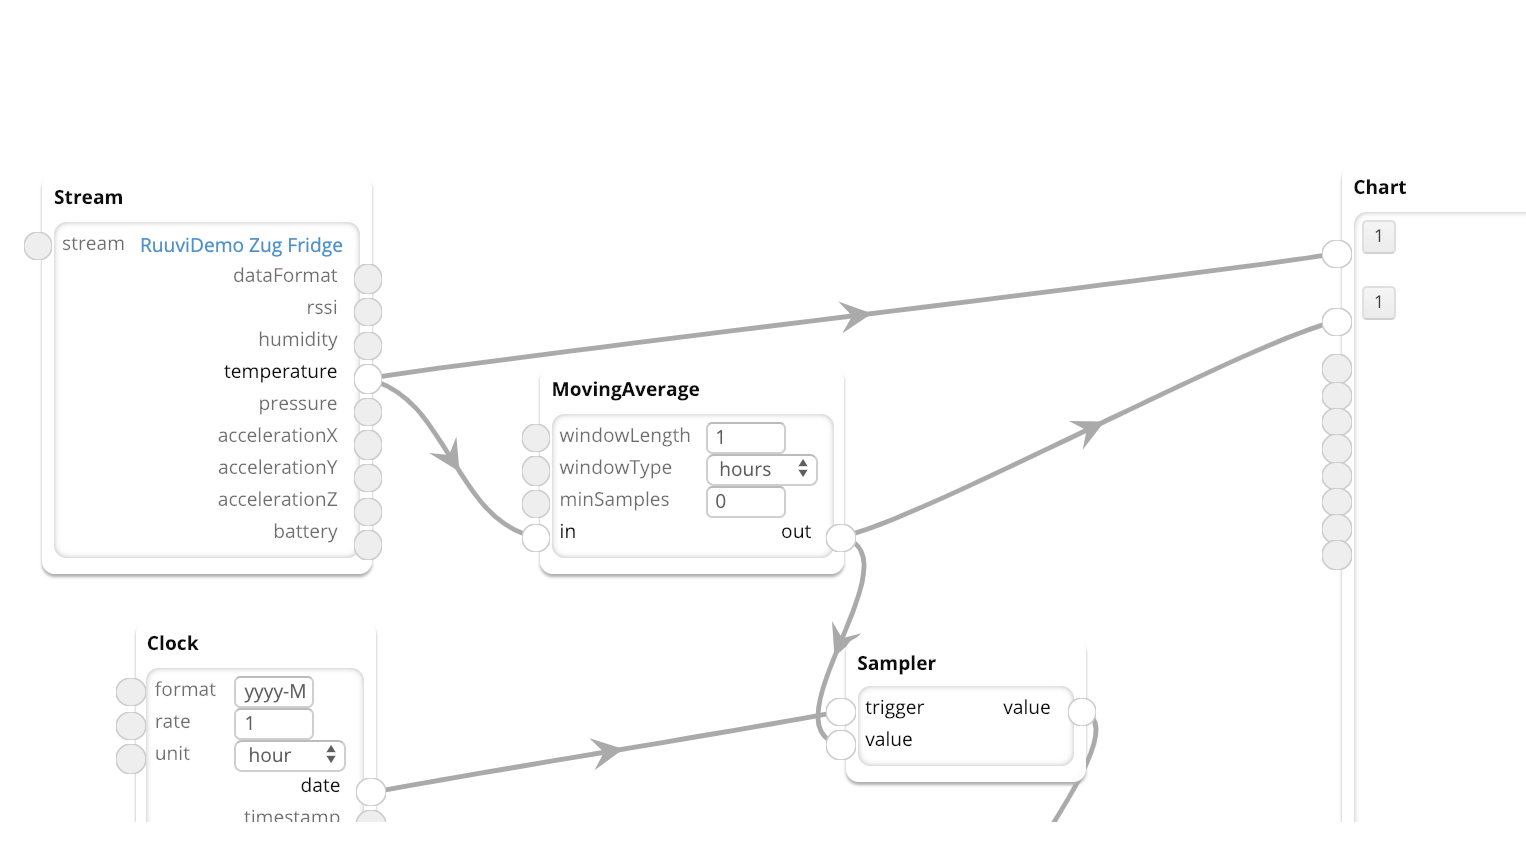 Stream
stream RuuviDemo Zug Fridge
dataFormat
rssi
humidity
temperature
pressure
accelerationX
accelerationY
accelerationZ
battery
MovingAverage
windowLength 1
windowType hours
minSamples 0
in out
Chart
1
1
Clock
format yyyy-M
rate 1
unit hour
date
timestamp
Sampler
trigger value
value